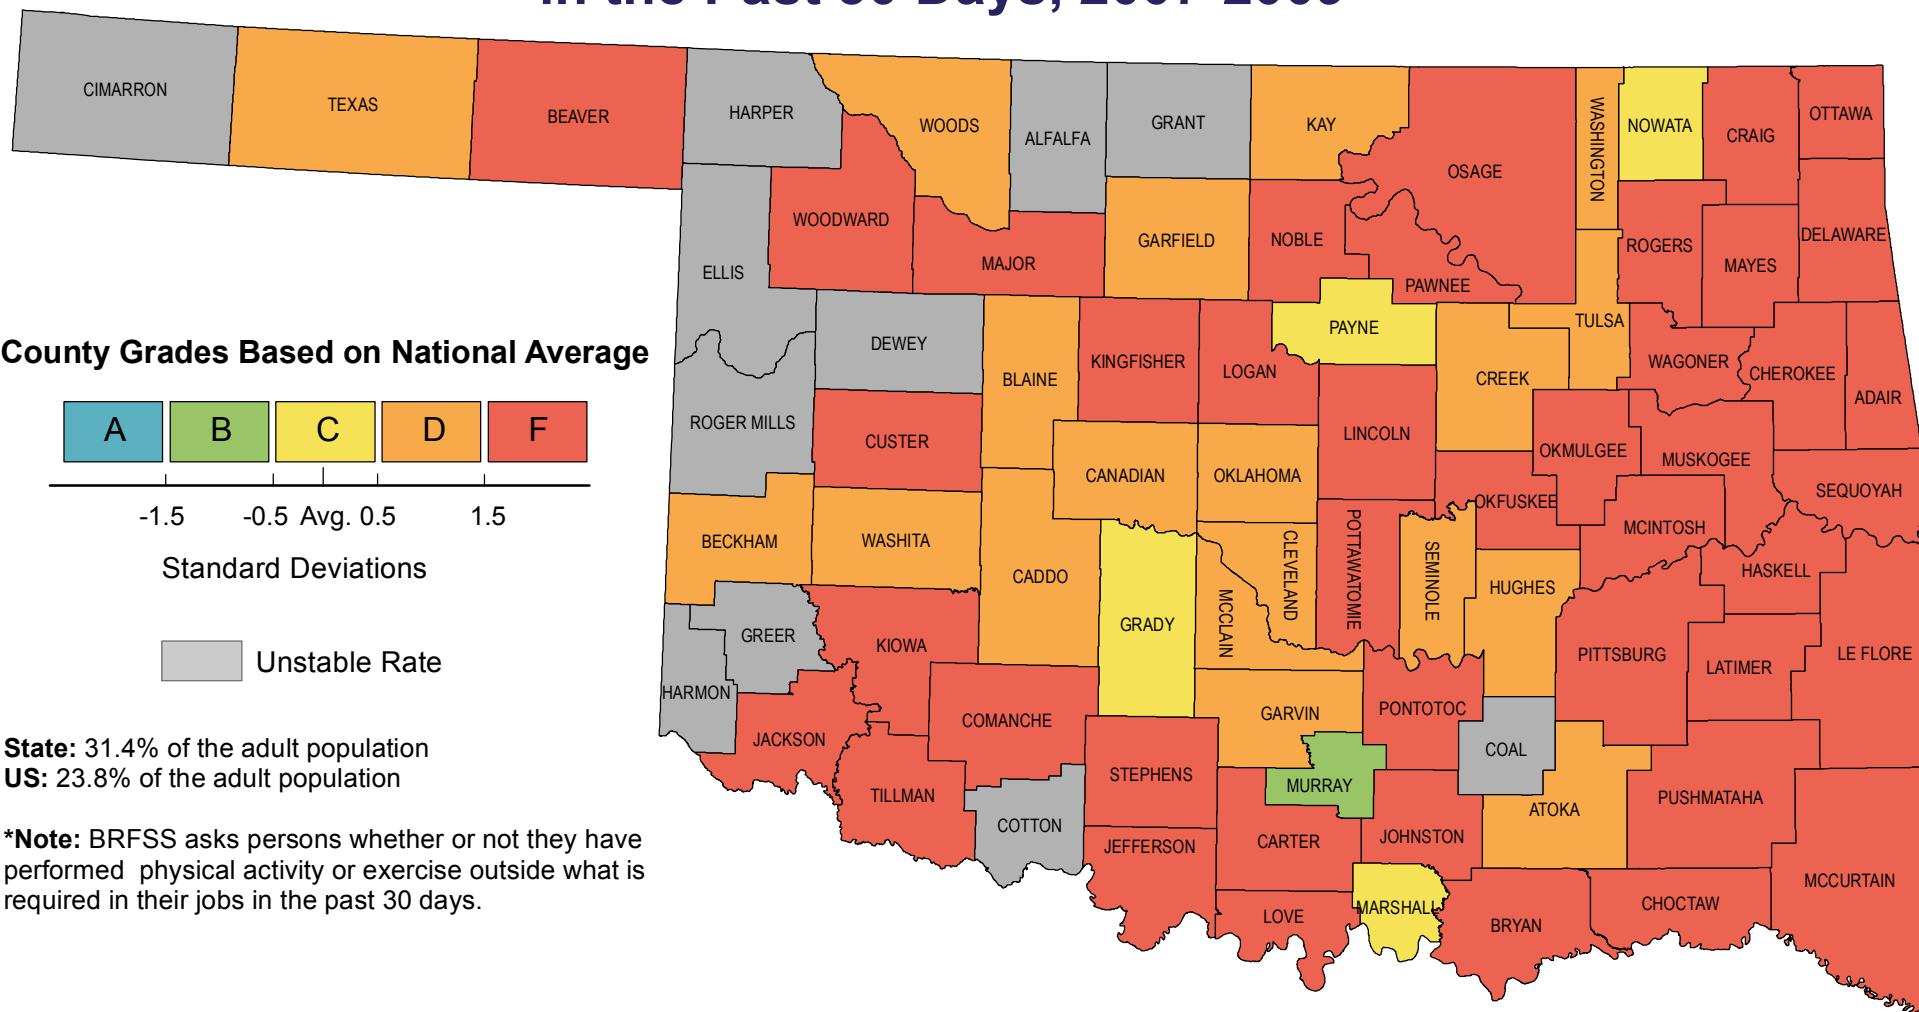 in the Past 30 Days, 2007-2009
CIMARRON
TEXAS
BEAVER
HARPER
WOODS
ALFALFA
GRANT
KAY
OSAGE
WASHINGTON
NOWATA
CRAIG
OTTAWA
WOODWARD
MAJOR
GARFIELD
NOBLE
PAWNEE
ROGERS
MAYES
DELAWARE
ELLIS
DEWEY
BLAINE
KINGFISHER
LOGAN
PAYNE
CREEK
TULSA
WAGONER
CHEROKEE
ADAIR
ROGER MILLS
CUSTER
CANADIAN
OKLAHOMA
LINCOLN
OKMULGEE
MUSKOGEE
SEQUOYAH
OKFUSKEE
MCINTOSH
BECKHAM
WASHITA
CADDO
GRADY
MCCLAIN
CLEVELAND
POTTAWATOMIE
SEMINOLE
HUGHES
HASKELL
PITTSBURG
LATIMER
LE FLORE
GREER
KIOWA
HARMON
JACKSON
COMANCHE
TILLMAN
COTTON
STEPHENS
JEFFERSON
GARVIN
MURRAY
PONTOTOC
COAL
ATOKA
PUSHMATAHA
CARTER
JOHNSTON
LOVE
MARSHALL
BRYAN
CHOCTAW
MCCURTAIN
County Grades Based on National Average
A B C D F
-1.5 -0.5 Avg. 0.5 1.5
Standard Deviations
Unstable Rate
State: 31.4% of the adult population
US: 23.8% of the adult population
*Note: BRFSS asks persons whether or not they have
performed physical activity or exercise outside what is
required in their jobs in the past 30 days.